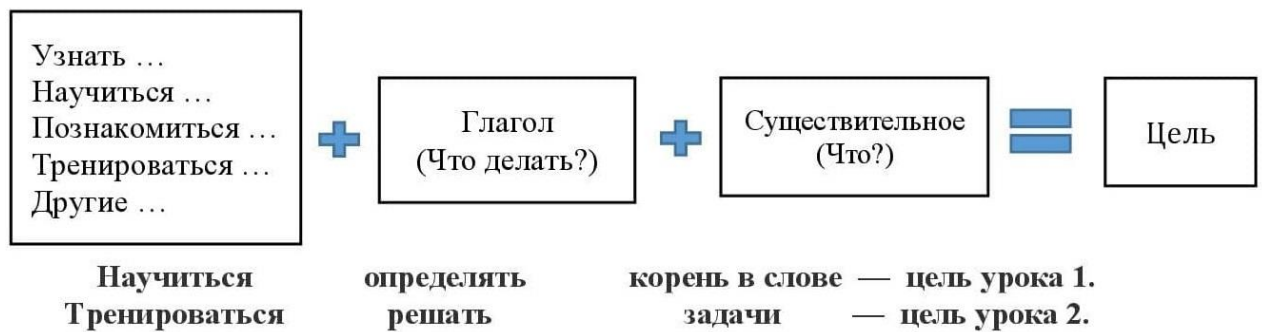 Узнать …
Научиться …
Познакомиться …
Тренироваться …
Другие …
Глагол
(Что делать?)
Существительное
(Что?)
Цель
Научиться определять корень в слове — цель урока 1.
Тренироваться решать задачи — цель урока 2.